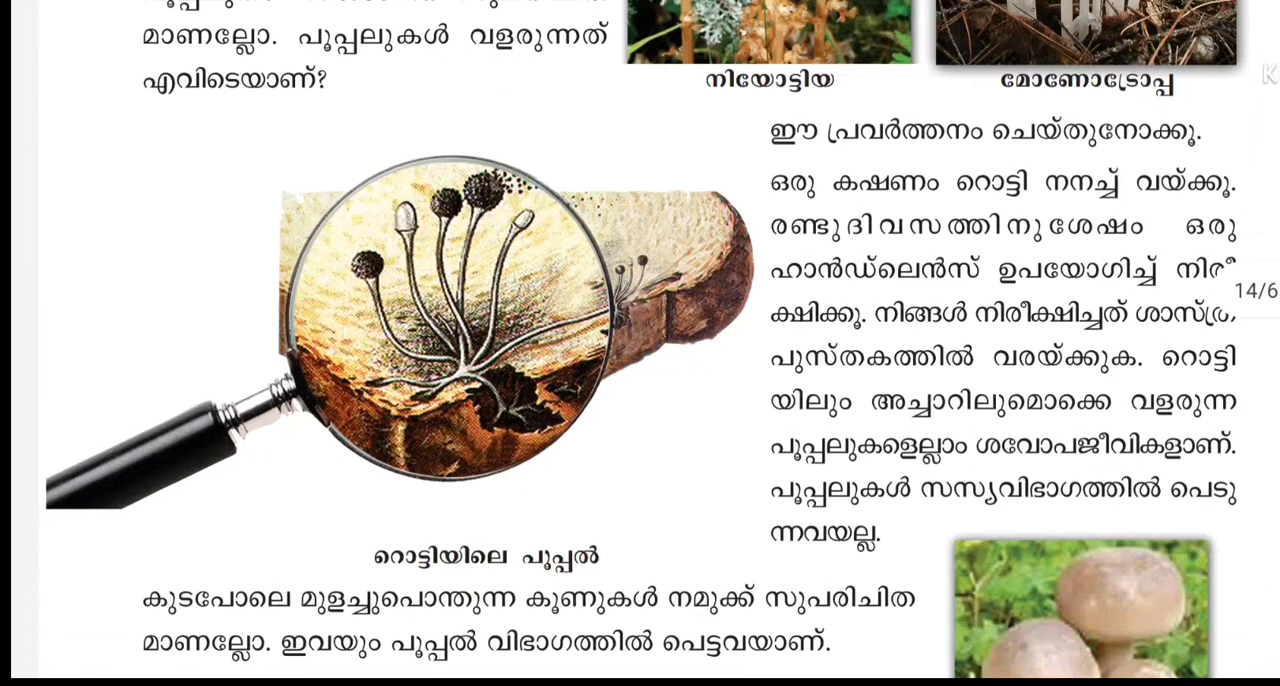 മാണല്ലോ. പൂപ്പലുകൾ വളരുന്നത്
എവിടെയാണ്?
നിയോട്ടിയ
മോണോട്രോപ്പ
ഈ പ്രവർത്തനം ചെയ്തുനോക്കൂ.
ഒരു കഷണം റൊട്ടി നനച്ച് വയ്ക്കൂ.
രണ്ടുദിവസത്തിനുശേഷം ഒരു
ഹാൻഡ്‌ലെൻസ് ഉപയോഗിച്ച് നിരീ
ക്ഷിക്കൂ. നിങ്ങൾ നിരീക്ഷിച്ചത് ശാസ്ത്ര
പുസ്തകത്തിൽ വരയ്ക്കുക. റൊട്ടി
യിലും അച്ചാറിലുമൊക്കെ വളരുന്ന
പൂപ്പലുകളെല്ലാം ശവോപജീവികളാണ്.
പൂപ്പലുകൾ സസ്യവിഭാഗത്തിൽ പെടു
ന്നവയല്ല.
റൊട്ടിയിലെ പൂപ്പൽ
കുടപോലെ മുളച്ചുപൊന്തുന്ന കൂണുകൾ നമുക്ക് സുപരിചിത
മാണല്ലോ. ഇവയും പൂപ്പൽ വിഭാഗത്തിൽ പെട്ടവയാണ്.
14/6